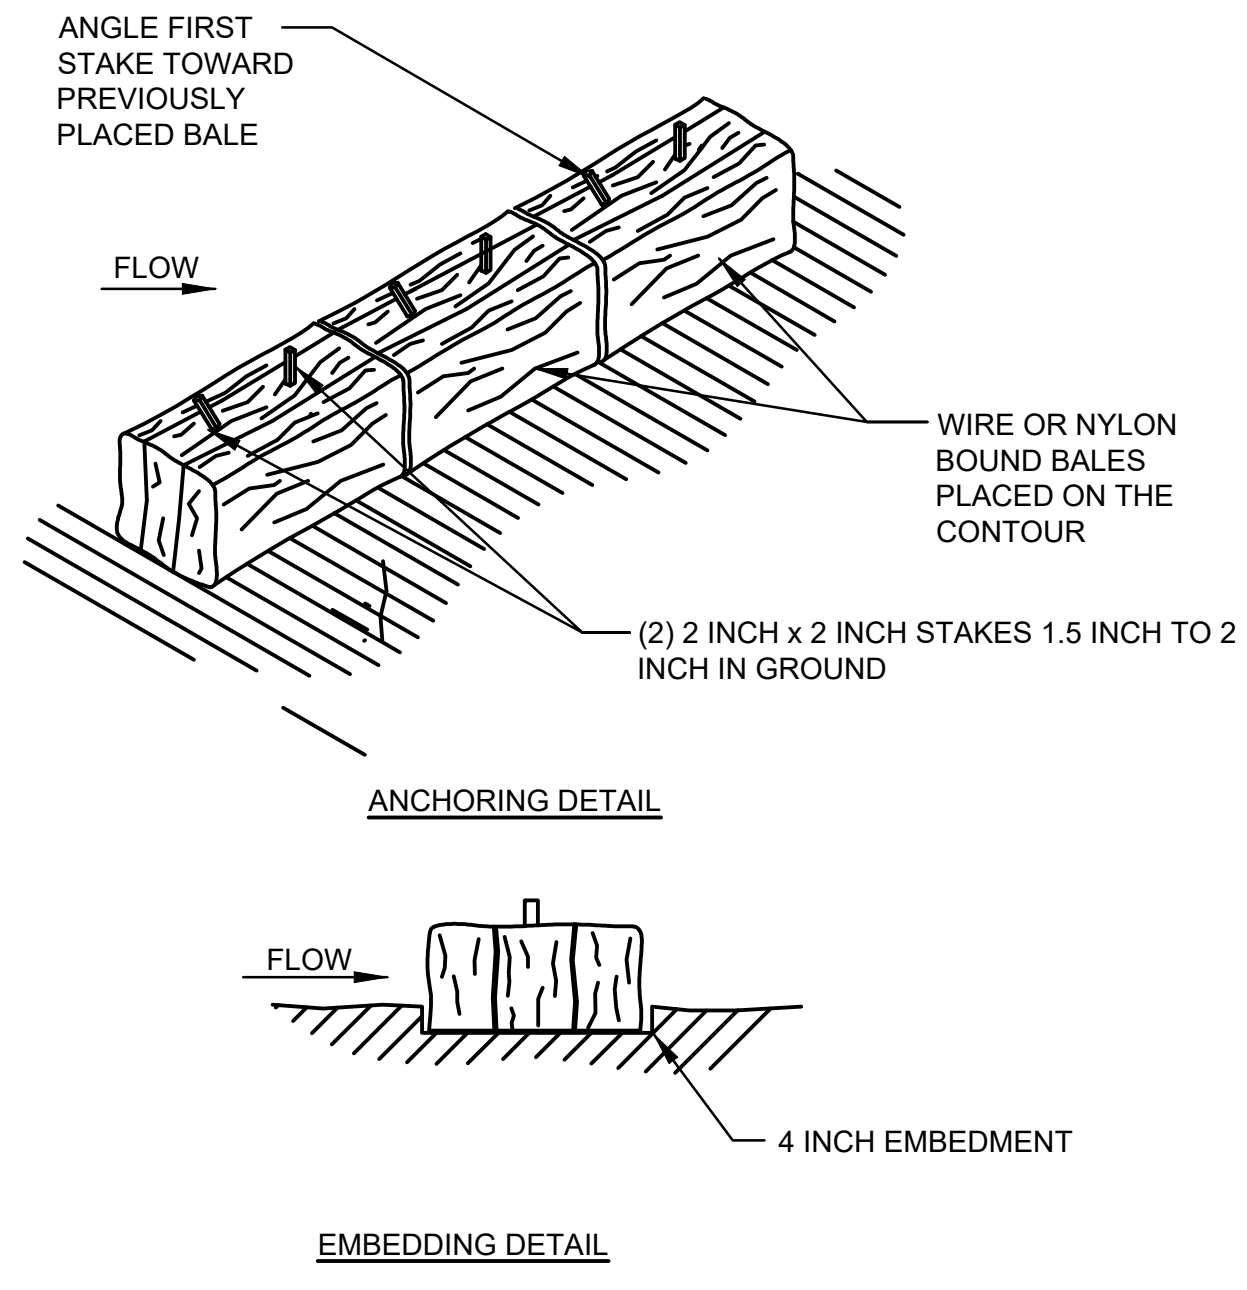 ANGLE FIRST
STAKE TOWARD
PREVIOUSLY
PLACED BALE
FLOW
WIRE OR NYLON
BOUND BALES
PLACED ON THE
CONTOUR
(2) 2 INCH x 2 INCH STAKES 1.5 INCH TO 2
INCH IN GROUND
ANCHORING DETAIL
FLOW
4 INCH EMBEDMENT
EMBEDDING DETAIL